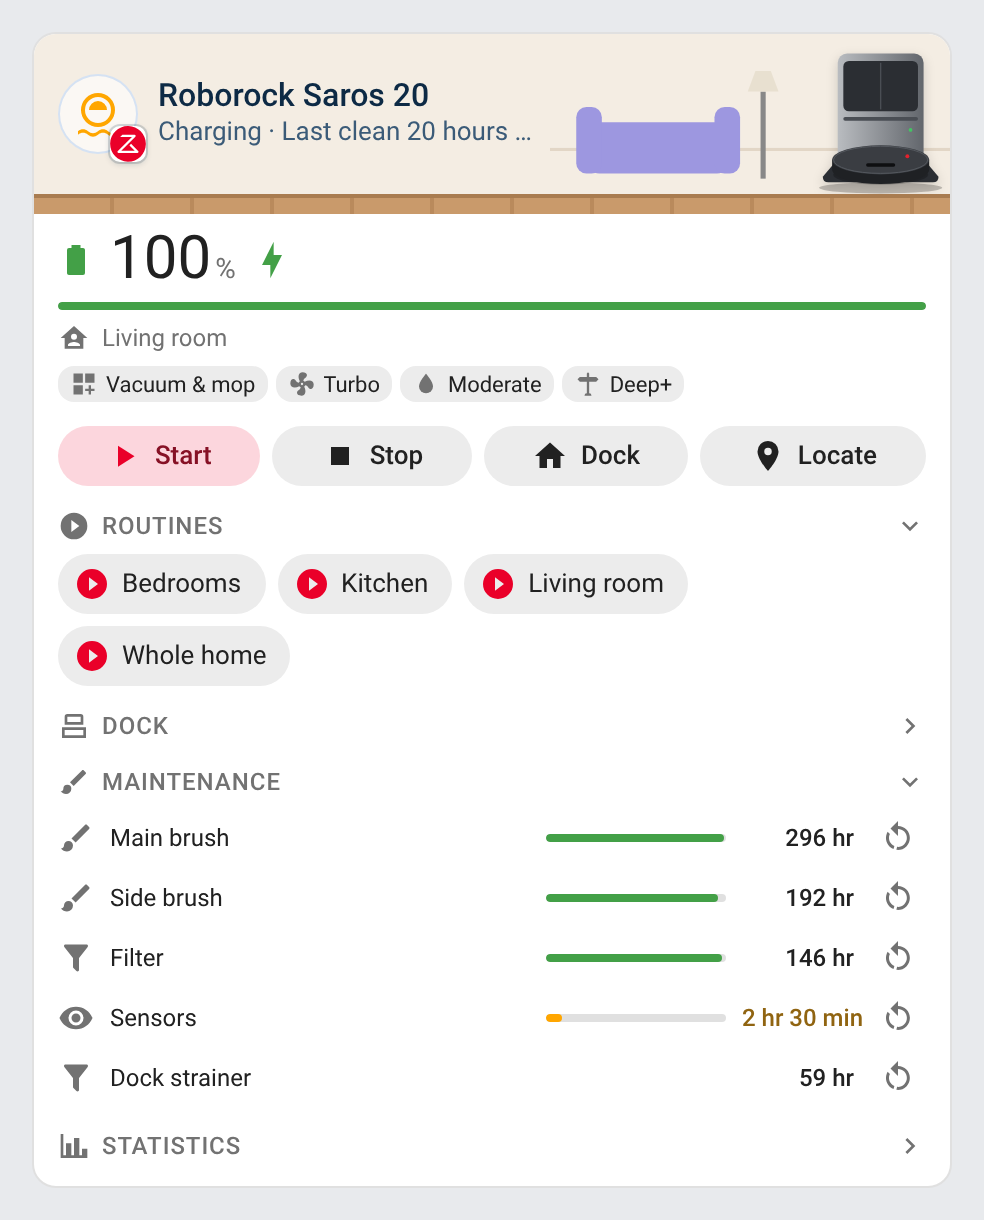 Roborock Saros 20
Charging · Last clean 20 hours ...
100 %
Living room
Vacuum & mop Turbo Moderate Deep+
Start Stop Dock Locate
ROUTINES
Bedrooms Kitchen Living room
Whole home
DOCK
MAINTENANCE
Main brush 296 hr
Side brush 192 hr
Filter 146 hr
Sensors 2 hr 30 min
Dock strainer 59 hr
STATISTICS